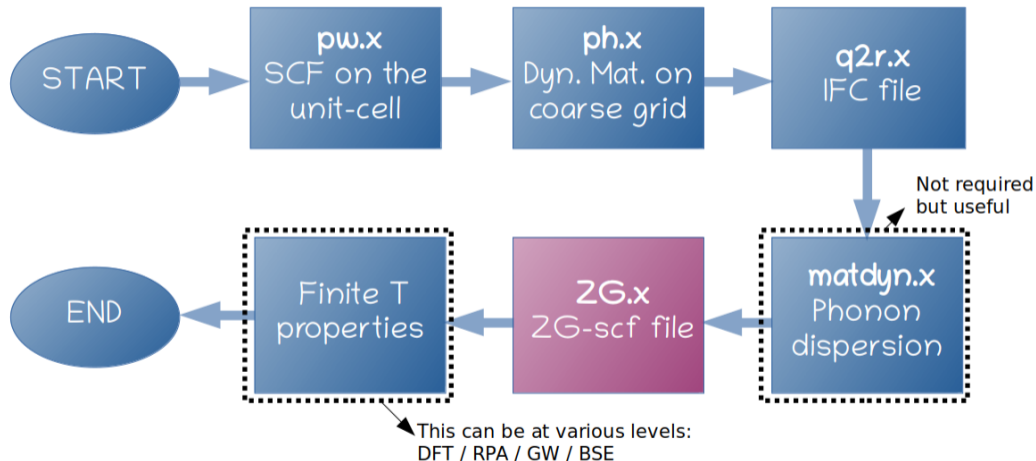 START
pw.x
SCF on the
unit-cell
ph.x
Dyn. Mat. on
coarse grid
q2r.x
IFC file
Not required
but useful
matdyn.x
Phonon
dispersion
ZG.x
ZG-scf file
Finite T
properties
END
This can be at various levels:
DFT / RPA / GW / BSE